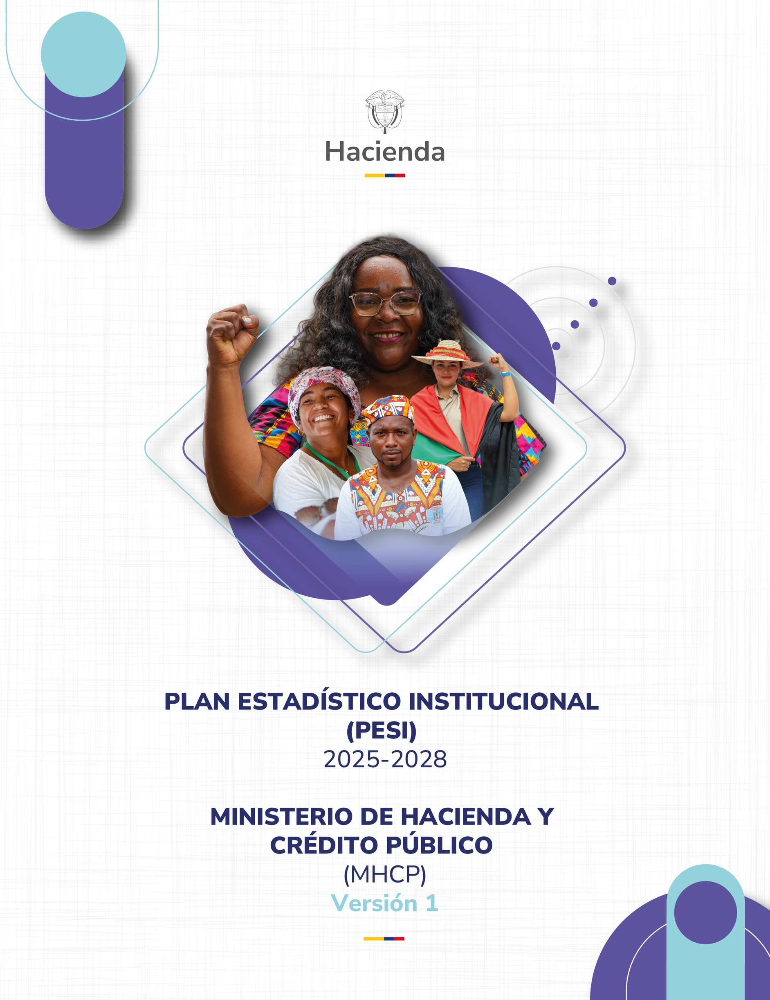 Hacienda
PLAN ESTADÍSTICO INSTITUCIONAL
(PESI)
2025-2028
MINISTERIO DE HACIENDA Y
CRÉDITO PÚBLICO
(MHCP)
Versión 1